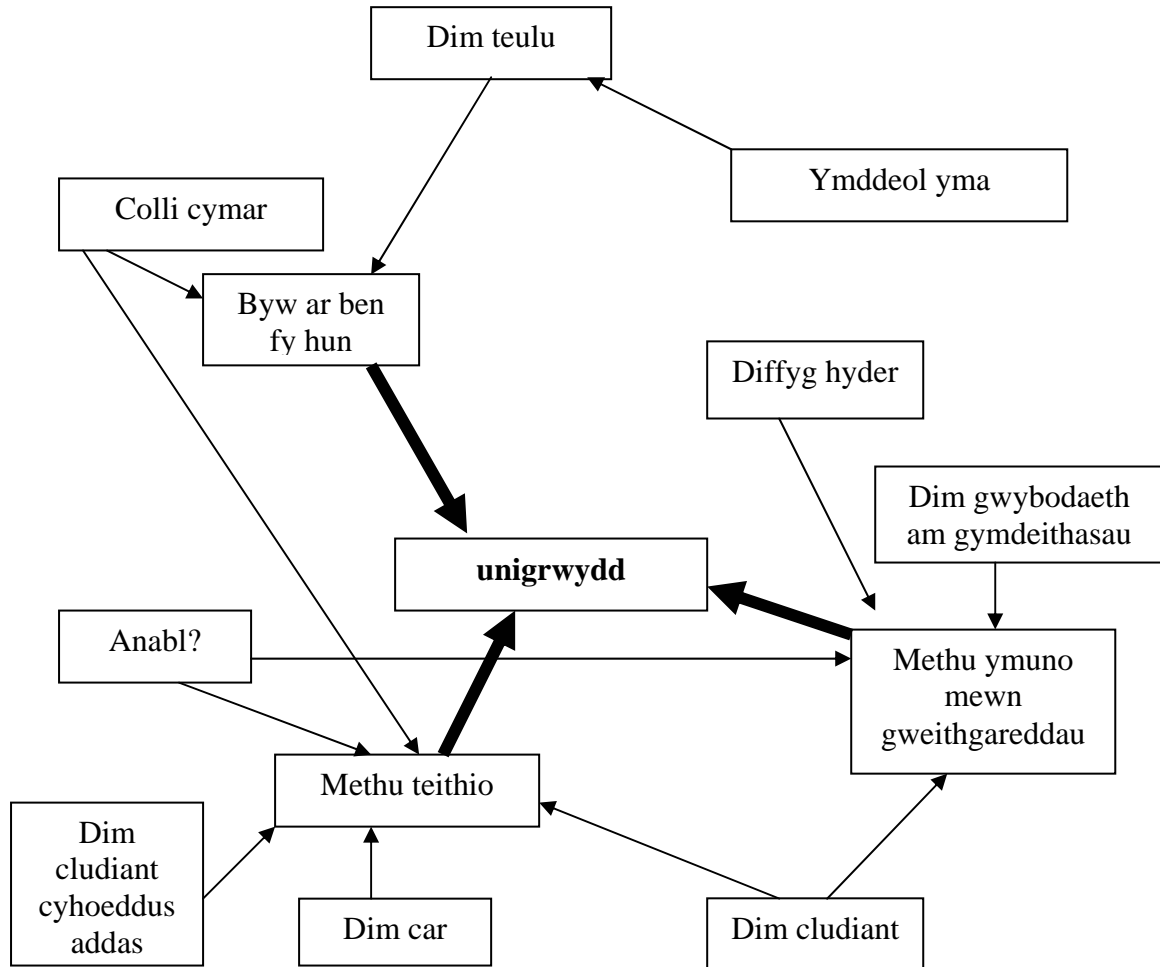 Dim teulu
Ymddeol yma
Colli cymar
Byw ar ben
fy hun
Diffyg hyder
Dim gwybodaeth
am gymdeithasau
unigrwydd
Anabl?
Methu ymuno
mewn
gweithgareddau
Methu teithio
Dim
cludiant
cyhoeddus
addas
Dim car
Dim cludiant